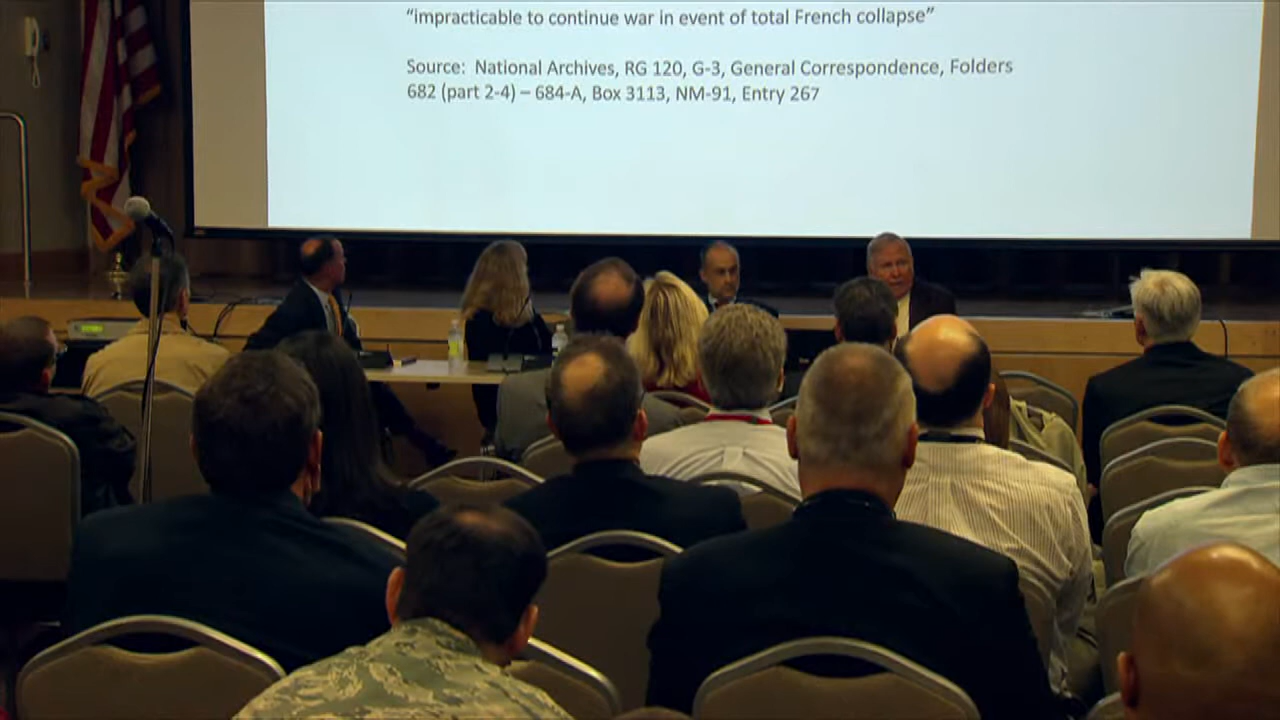 “impracticable to continue war in event of total French collapse”
Source: National Archives, RG 120, G-3, General Correspondence, Folders
682 (part 2-4) – 684-A, Box 3113, NM-91, Entry 267